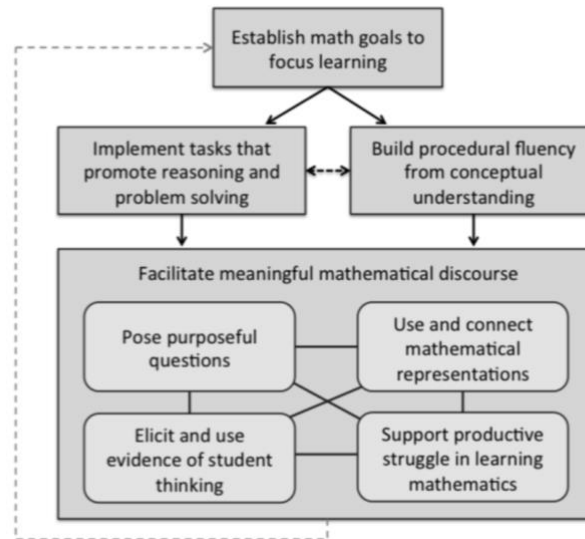 Establish math goals to
focus learning
Implement tasks that
promote reasoning and
problem solving
Build procedural fluency
from conceptual
understanding
Facilitate meaningful mathematical discourse
Pose purposeful
questions
Use and connect
mathematical
representations
Elicit and use
evidence of student
thinking
Support productive
struggle in learning
mathematics